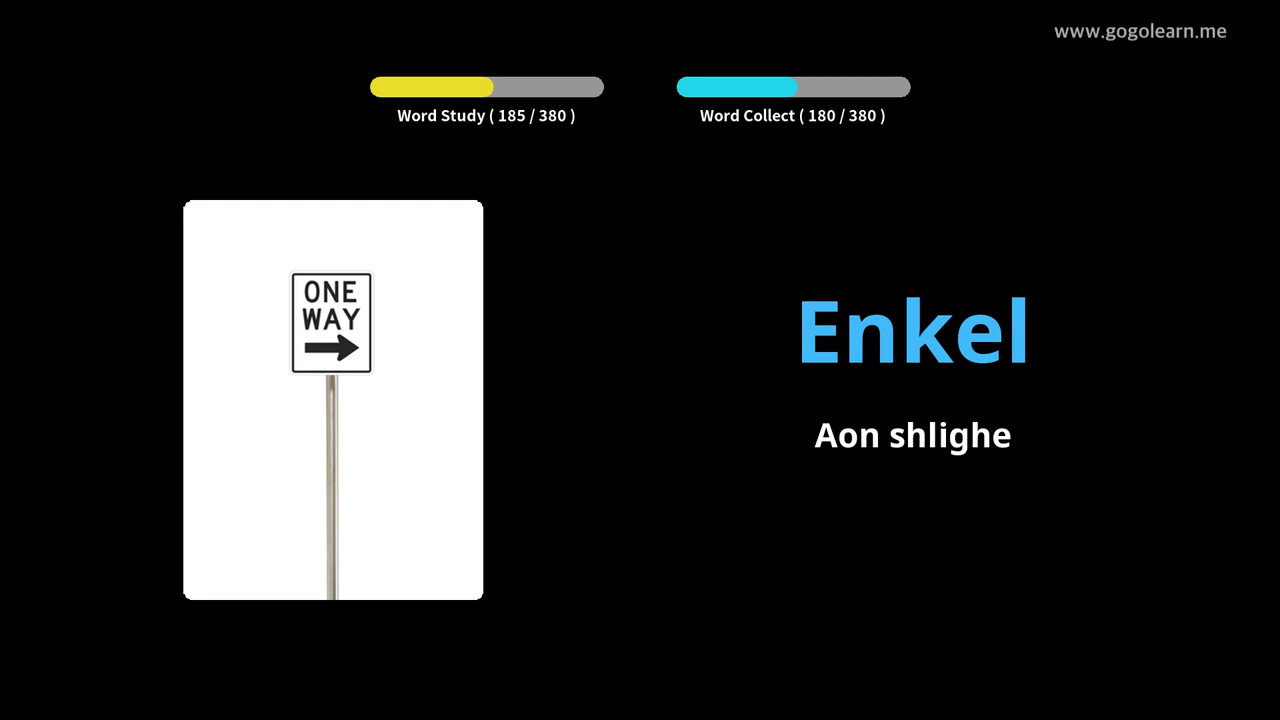 www.gogolearn.me
Word Study ( 185 / 380 )
Word Collect ( 180 / 380 )
ONE
WAY
Enkel
Aon shlighe